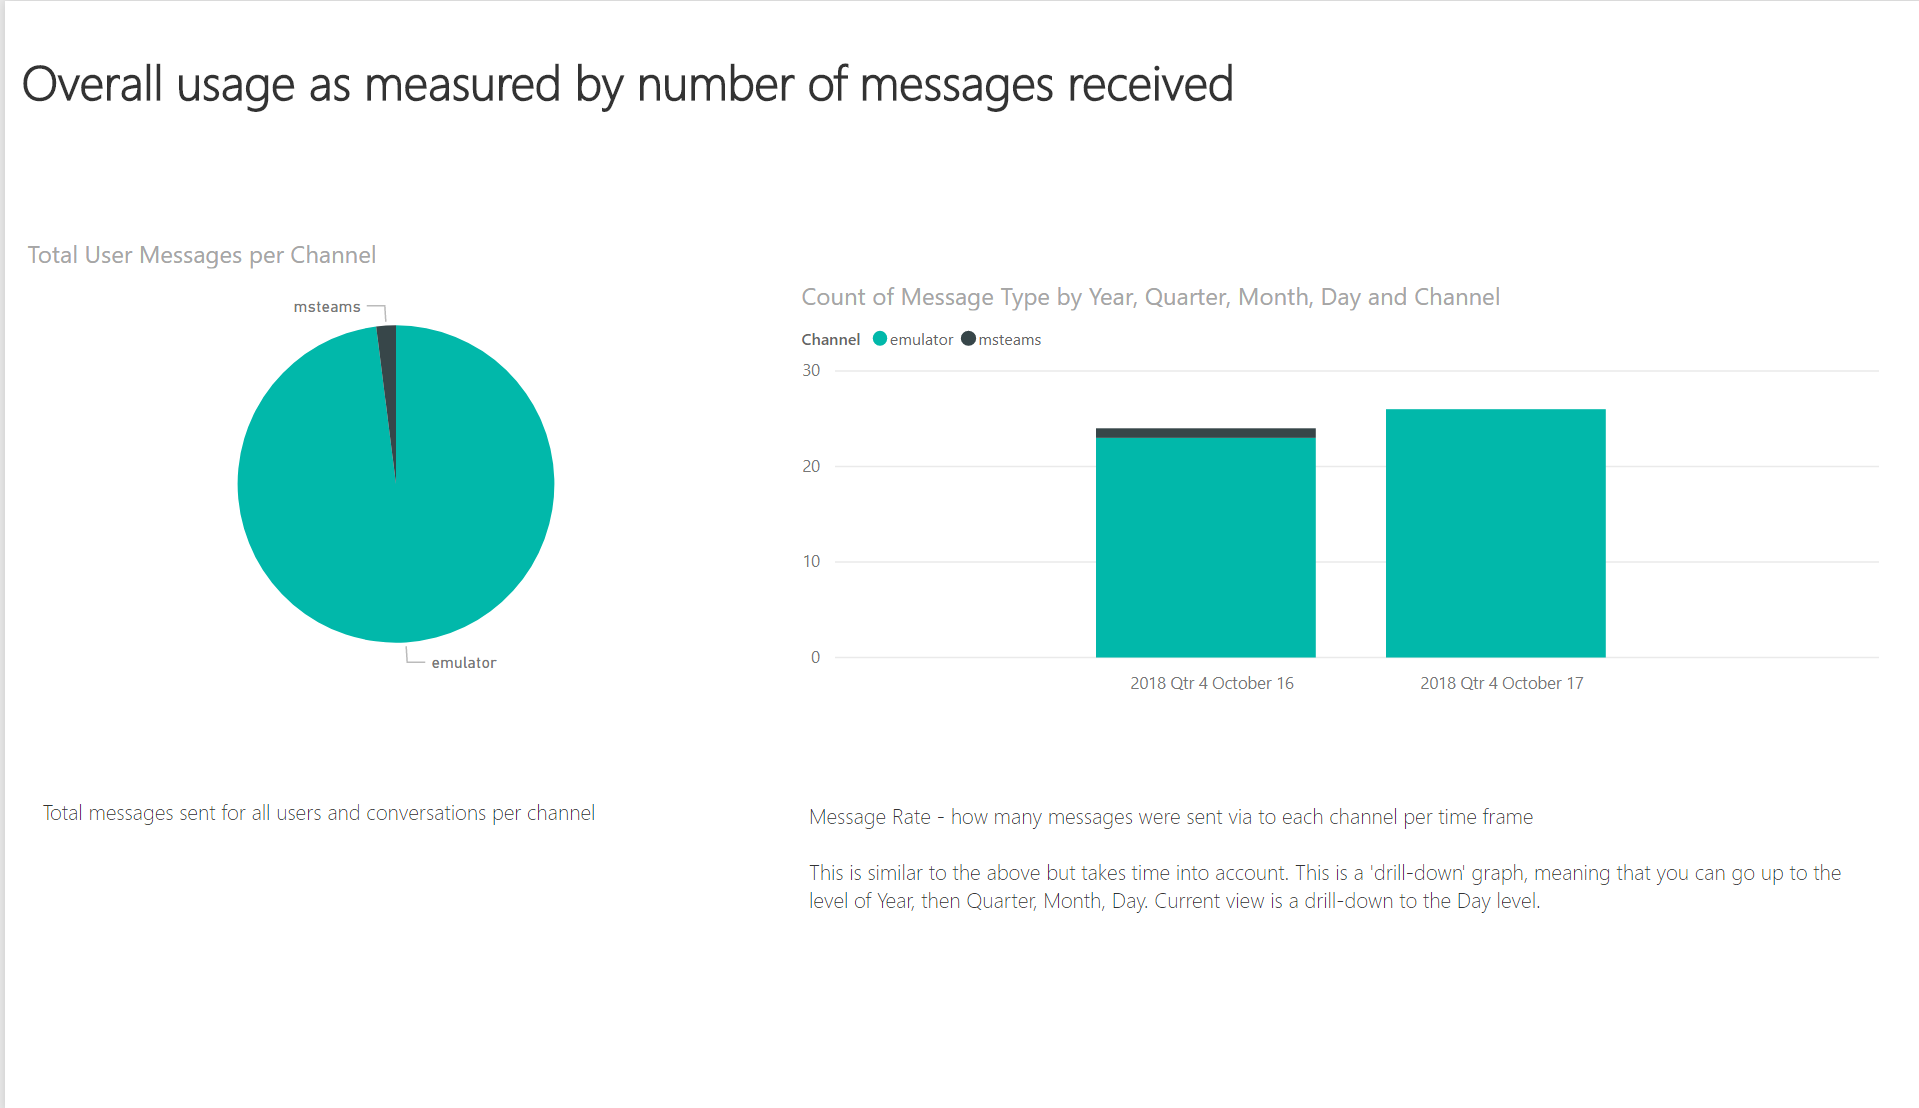 Overall usage as measured by number of messages received
Total User Messages per Channel
msteams
emulator
Total messages sent for all users and conversations per channel
Count of Message Type by Year, Quarter, Month, Day and Channel
Channel emulator msteams
30
20
10
0
2018 Qtr 4 October 16 2018 Qtr 4 October 17
Message Rate - how many messages were sent via to each channel per time frame
This is similar to the above but takes time into account. This is a 'drill-down' graph, meaning that you can go up to the
level of Year, then Quarter, Month, Day. Current view is a drill-down to the Day level.